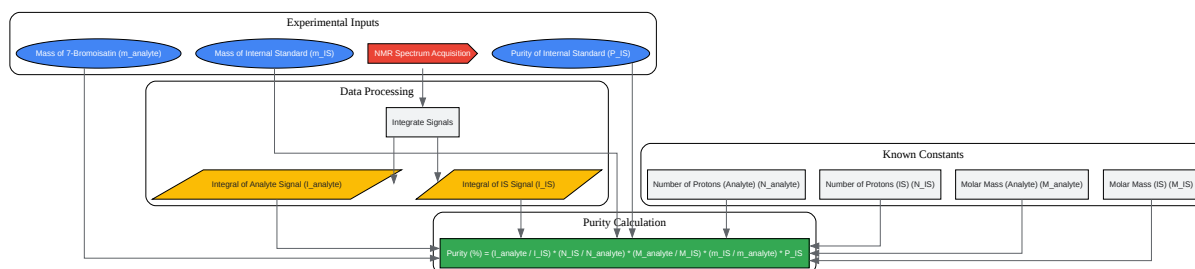 Experimental Inputs
Mass of 7-Bromoisatin (m_analyte)
Mass of Internal Standard (m_IS)
NMR Spectrum Acquisition
Purity of Internal Standard (P_IS)
Data Processing
Integrate Signals
Integral of Analyte Signal (I_analyte)
Integral of IS Signal (I_IS)
Known Constants
Number of Protons (Analyte) (N_analyte)
Number of Protons (IS) (N_IS)
Molar Mass (Analyte) (M_analyte)
Molar Mass (IS) (M_IS)
Purity Calculation
Purity (%) = (I_analyte / I_IS) * (N_IS / N_analyte) * (M_analyte / M_IS) * (m_IS / m_analyte) * P_IS